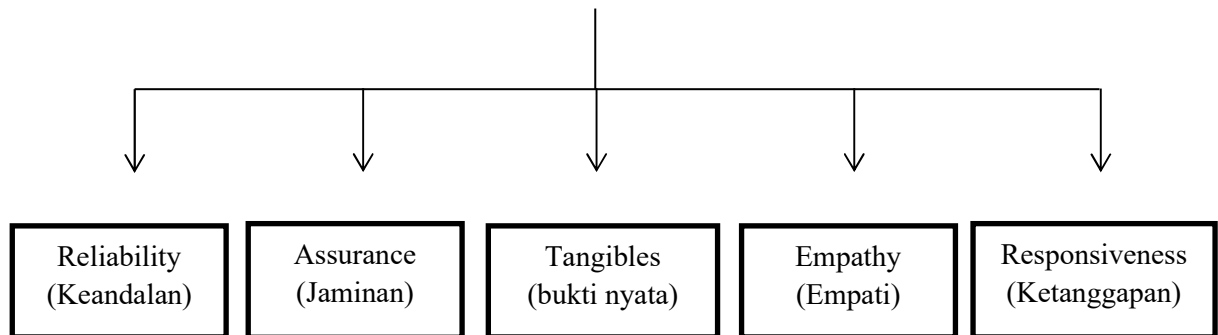 Reliability
(Keandalan)
Assurance
(Jaminan)
Tangibles
(bukti nyata)
Empathy
(Empati)
Responsiveness
(Ketanggapan)